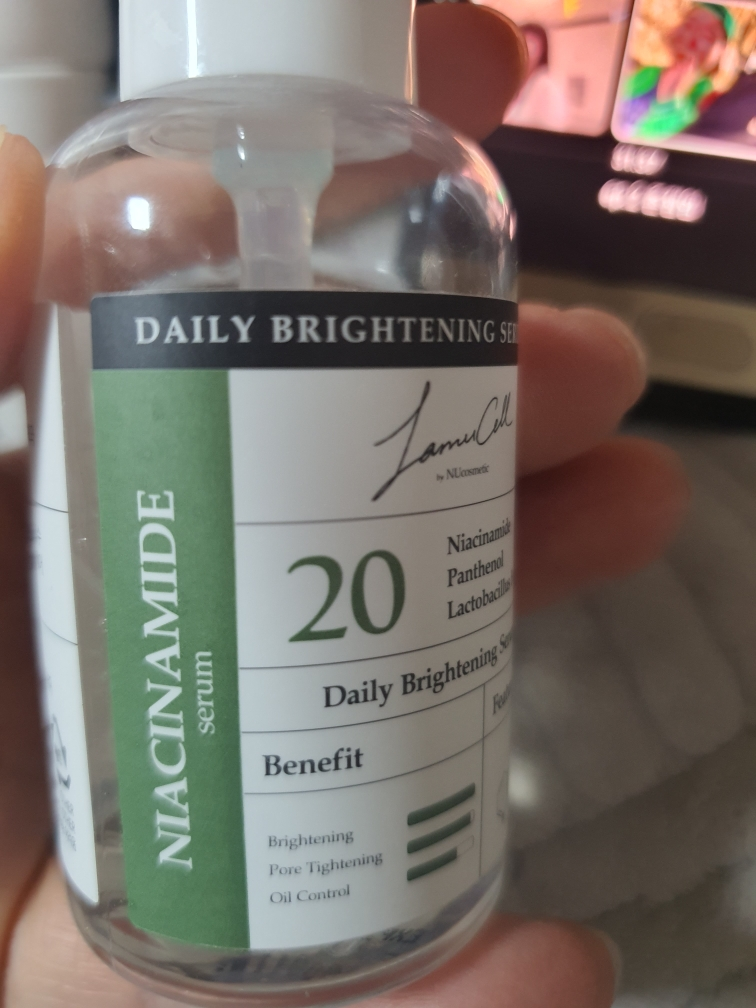 DAILY BRIGHTENING SE
LamuCell
by NUcosmetic
NIACINAMIDE
serum
20
Niacinamide
Panthenol
Lactobacillus
Daily Brightening Se
Benefit
Brightening
Pore Tightening
Oil Control